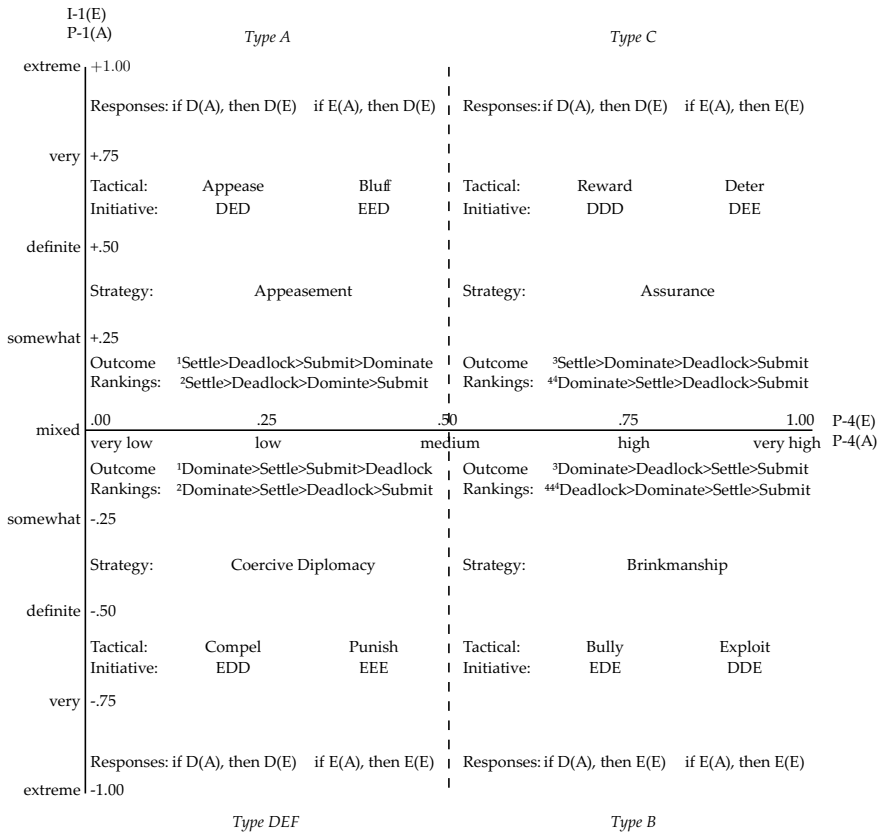 I-1(E)
P-1(A)
Type A Type C
extreme +1.00
Responses: if D(A), then D(E) if E(A), then D(E) Responses: if D(A), then D(E) if E(A), then E(E)
very +.75
Tactical: Appease Bluff Tactical: Reward Deter
Initiative: DED EED Initiative: DDD DEE
definite +.50
Strategy: Appeasement Strategy: Assurance
somewhat +.25
Outcome ¹Settle>Deadlock>Submit>Dominate Outcome ³Settle>Dominate>Deadlock>Submit
Rankings: ²Settle>Deadlock>Dominte>Submit Rankings: ⁴⁴Dominate>Settle>Deadlock>Submit
mixed .00 .25 .50 .75 1.00 P-4(E)
very low low medium high very high P-4(A)
Outcome ¹Dominate>Settle>Submit>Deadlock Outcome ³Dominate>Deadlock>Settle>Submit
Rankings: ²Dominate>Settle>Deadlock>Submit Rankings: ⁴⁴⁴Deadlock>Dominate>Settle>Submit
somewhat -.25
Strategy: Coercive Diplomacy Strategy: Brinkmanship
definite -.50
Tactical: Compel Punish Tactical: Bully Exploit
Initiative: EDD EEE Initiative: EDE DDE
very -.75
Responses: if D(A), then D(E) if E(A), then E(E) Responses: if D(A), then E(E) if E(A), then E(E)
extreme -1.00
Type DEF Type B